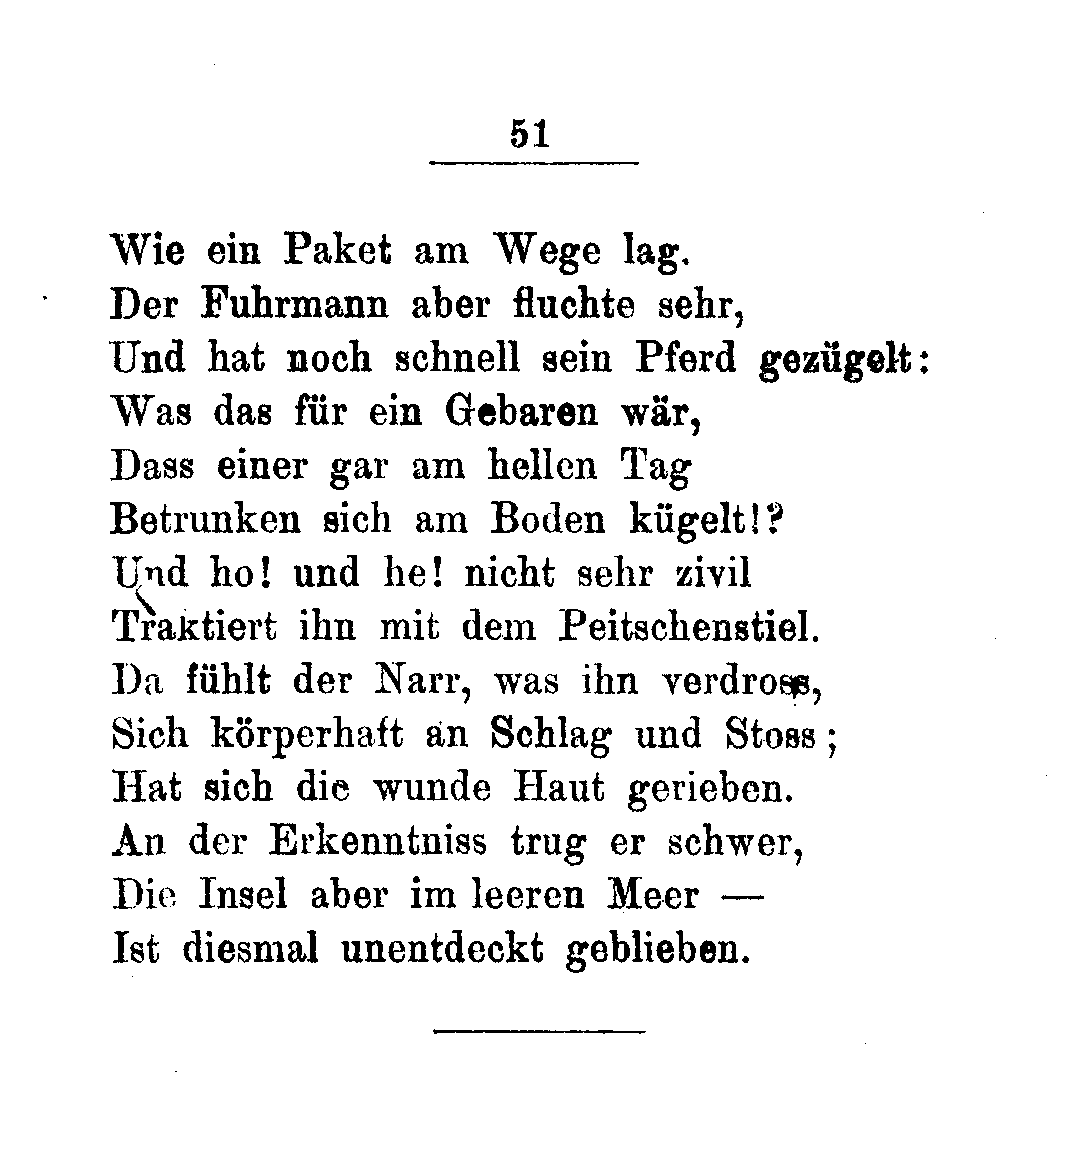 51
Wie ein Paket am Wege lag.
Der Fuhrmann aber fluchte sehr,
Und hat noch schnell sein Pferd gezügelt:
Was das für ein Gebaren wär,
Dass einer gar am hellen Tag
Betrunken sich am Boden kügelt!?
Und ho! und he! nicht sehr zivil
Traktiert ihn mit dem Peitschenstiel.
Da fühlt der Narr, was ihn verdross,
Sich körperhaft an Schlag und Stoss;
Hat sich die wunde Haut gerieben.
An der Erkenntniss trug er schwer,
Die Insel aber im leeren Meer —
Ist diesmal unentdeckt geblieben.